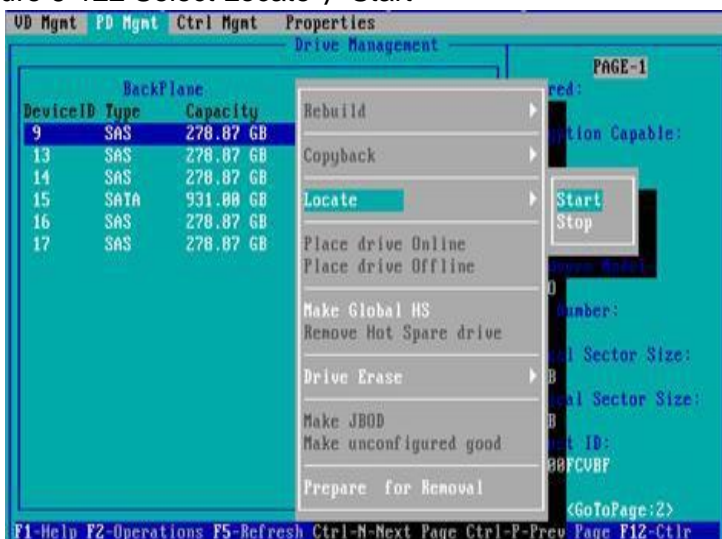 Select Locate > Start
VD Mgmt PD Mgmt Ctrl Mgmt Properties
Drive Management
PAGE-1
BackPlane
DeviceID Type Capacity
9 SAS 278.87 GB
13 SAS 278.87 GB
14 SAS 278.87 GB
15 SATA 931.00 GB
16 SAS 278.87 GB
17 SAS 278.87 GB
Rebuild
Copyback
Locate
Start
Stop
Place drive Online
Place drive Offline
Make Global HS
Remove Hot Spare drive
Drive Erase
Make JBOD
Make unconfigured good
Prepare for Removal
red:
ption Capable:
umber:
l Sector Size:
B
al Sector Size:
B
t ID:
00FCVBF
<GoToPage:2>
F1-Help F2-Operations F5-Refresh Ctrl-N-Next Page Ctrl-P-Prev Page F12-Ctlr